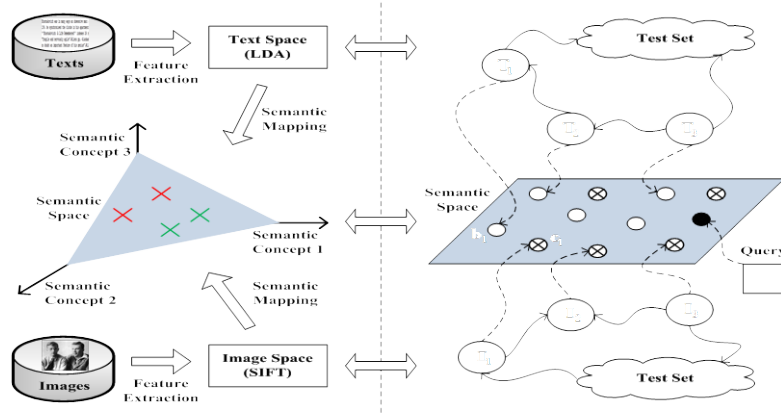 Texts
Feature
Extraction
Text Space
(LDA)
Test Set
Semantic
Mapping
Semantic
Concept 3
Semantic
Space
Semantic
Concept 1
Semantic
Concept 2
Semantic
Mapping
Semantic
Space
Query
Images
Feature
Extraction
Image Space
(SIFT)
Test Set